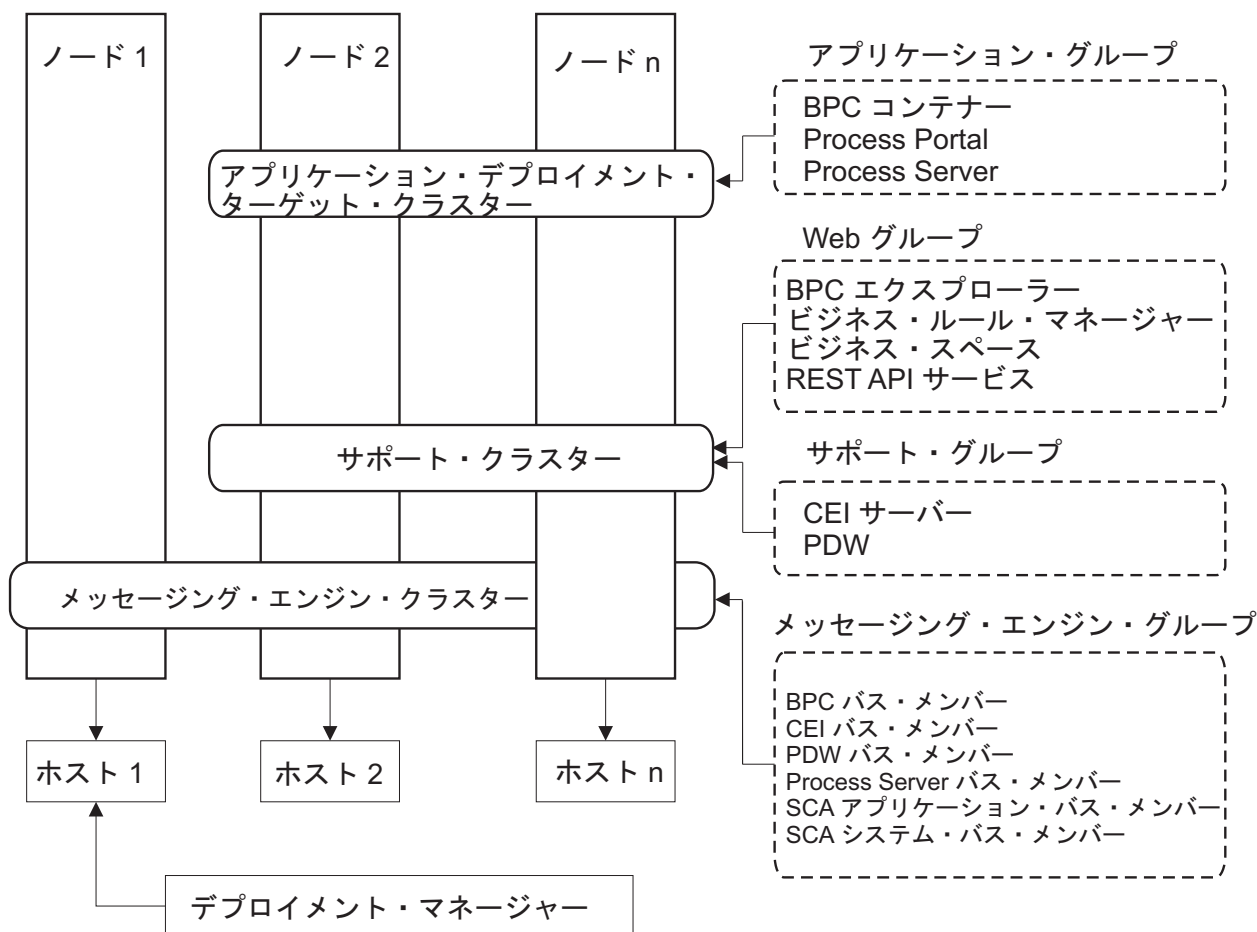 ノード 1
ノード 2
ノード n
アプリケーション・グループ
BPC コンテナー
Process Portal
Process Server
アプリケーション・デプロイメント・
ターゲット・クラスター
Web グループ
BPC エクスプローラー
ビジネス・ルール・マネージャー
ビジネス・スペース
REST API サービス
サポート・クラスター
サポート・グループ
CEI サーバー
PDW
メッセージング・エンジン・クラスター
メッセージング・エンジン・グループ
BPC バス・メンバー
CEI バス・メンバー
PDW バス・メンバー
Process Server バス・メンバー
SCA アプリケーション・バス・メンバー
SCA システム・バス・メンバー
ホスト 1
ホスト 2
ホスト n
デプロイメント・マネージャー